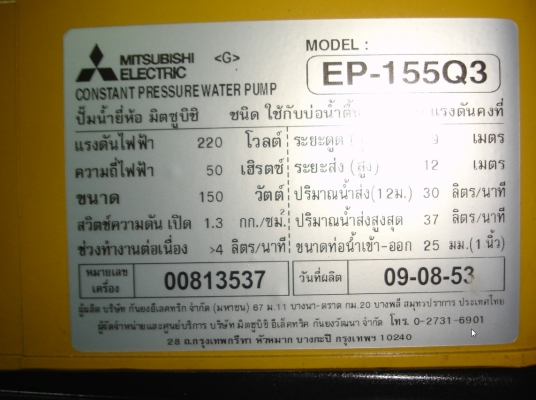 MITSUBISHI ELECTRIC <G>
MODEL : EP-155Q3
CONSTANT PRESSURE WATER PUMP
ปั๊มน้ำยี่ห้อ มิตซูบิชิ ชนิด ใช้กับบ่อน้ำตื้น แรงดันคงที่
แรงดันไฟฟ้า 220 โวลต์ ระยะดูด 9 เมตร
ความถี่ไฟฟ้า 50 เฮิรตซ์ ระยะส่ง (สูง) 12 เมตร
ขนาด 150 วัตต์ ปริมาณน้ำส่ง(12ม.) 30 ลิตร/นาที
สวิตช์ความดัน เปิด 1.3 กก./ซม.² ปริมาณน้ำส่งสูงสุด 37 ลิตร/นาที
ช่วงทำงานต่อเนื่อง >4 ลิตร/นาที ขนาดท่อน้ำเข้า-ออก 25 มม.(1 นิ้ว)
หมายเลขเครื่อง 00813537 วันที่ผลิต 09-08-53
ผู้ผลิต บริษัท กันยงอีเลคทริก จำกัด (มหาชน) 67 ม.11 บางนา-ตราด กม.20 บางพลี สมุทรปราการ ประเทศไทย
ผู้จัดจำหน่ายและศูนย์บริการ บริษัท มิตซูบิชิ อีเล็คทริค กันยงวัฒนา จำกัด โทร. 0-2731-6901
28 ถ.กรุงเทพกรีฑา หัวหมาก บางกะปิ กรุงเทพฯ 10240